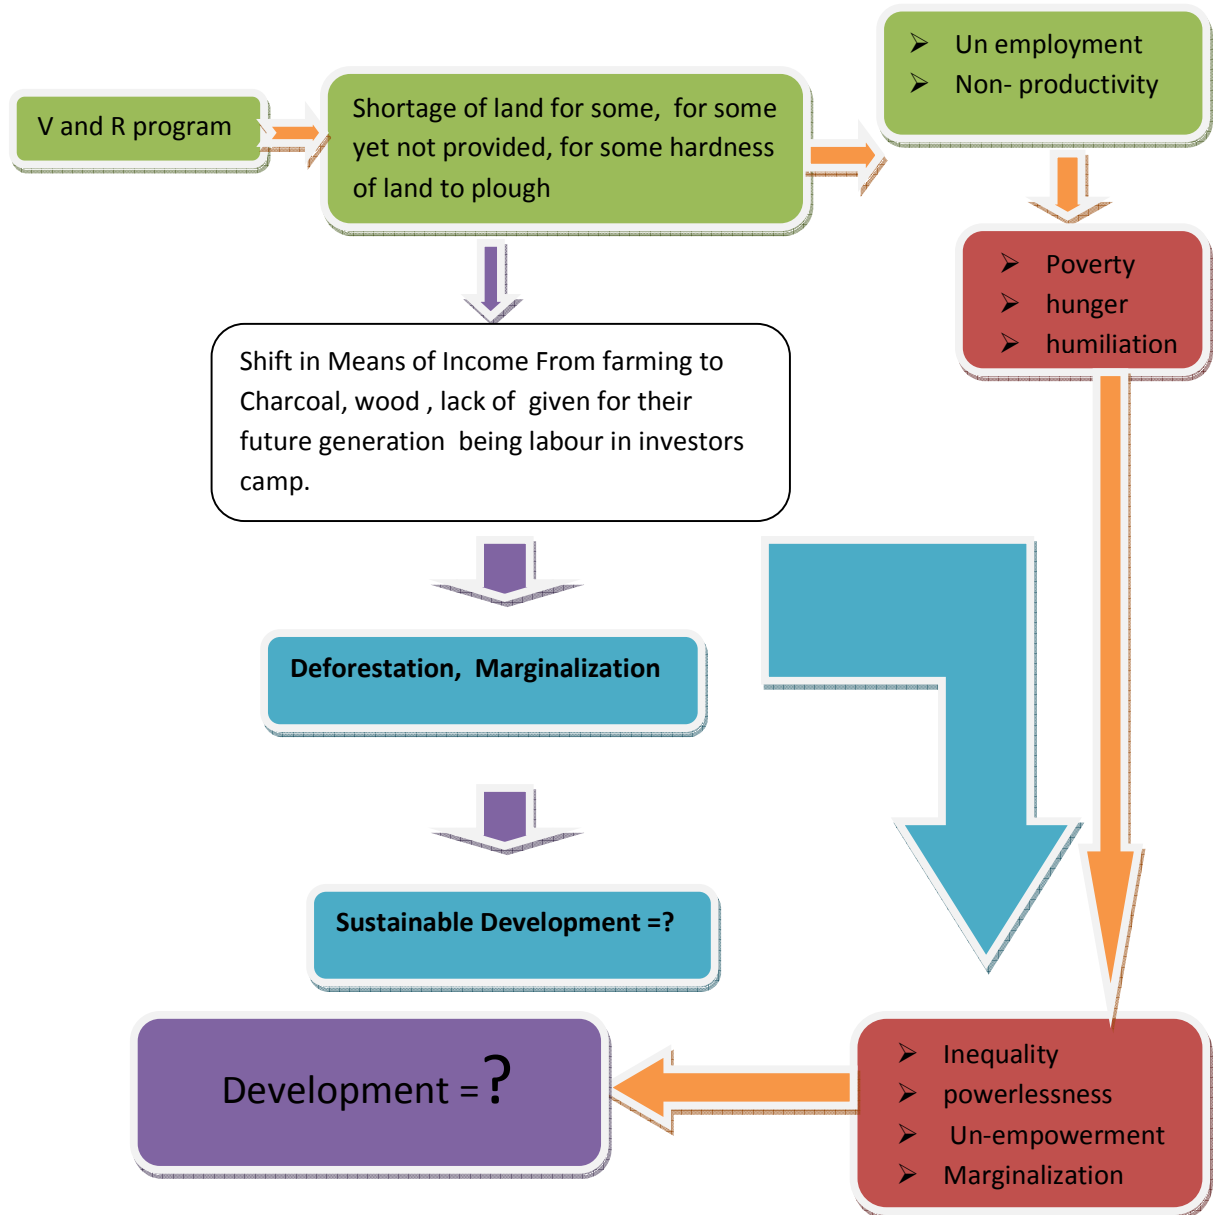 V and R program
Shortage of land for some, for some
yet not provided, for some hardness
of land to plough
➢ Un employment
➢ Non- productivity
➢ Poverty
➢ hunger
➢ humiliation
Shift in Means of Income From farming to
Charcoal, wood , lack of given for their
future generation being labour in investors
camp.
Deforestation, Marginalization
Sustainable Development =?
Development =?
➢ Inequality
➢ powerlessness
➢ Un-empowerment
➢ Marginalization